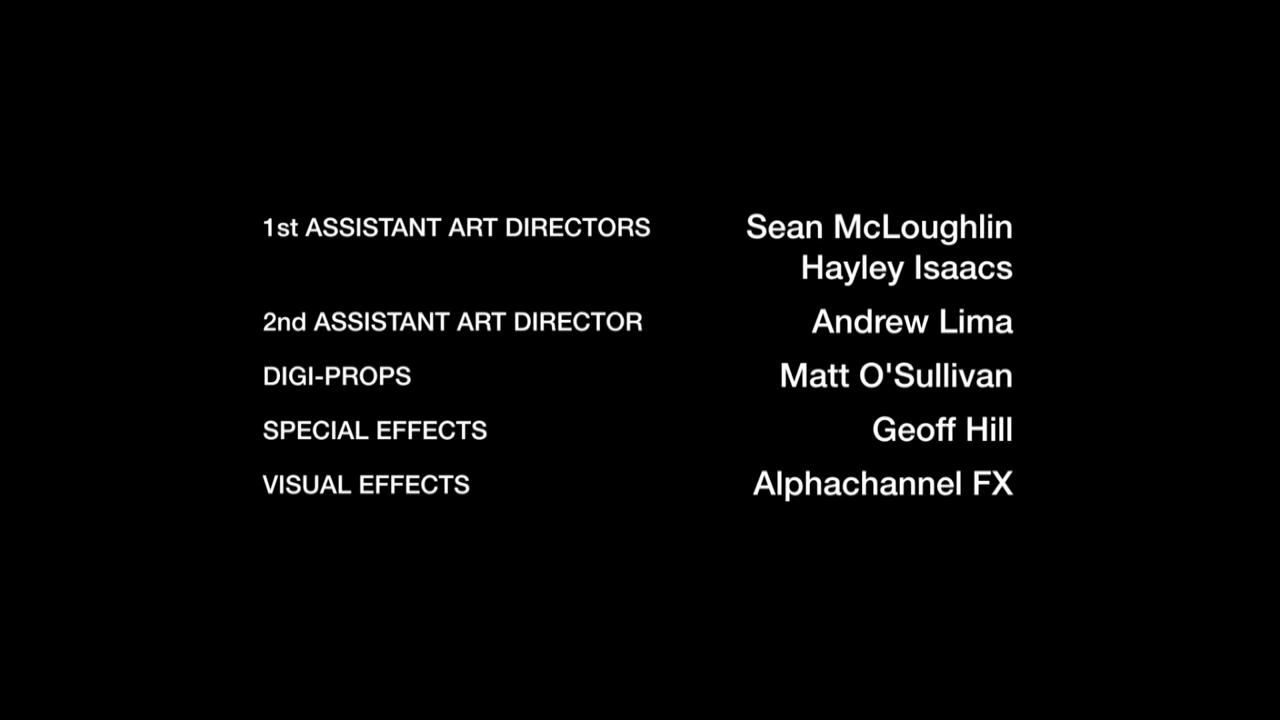 1st ASSISTANT ART DIRECTORS Sean McLoughlin
Hayley Isaacs
2nd ASSISTANT ART DIRECTOR Andrew Lima
DIGI-PROPS Matt O'Sullivan
SPECIAL EFFECTS Geoff Hill
VISUAL EFFECTS Alphachannel FX